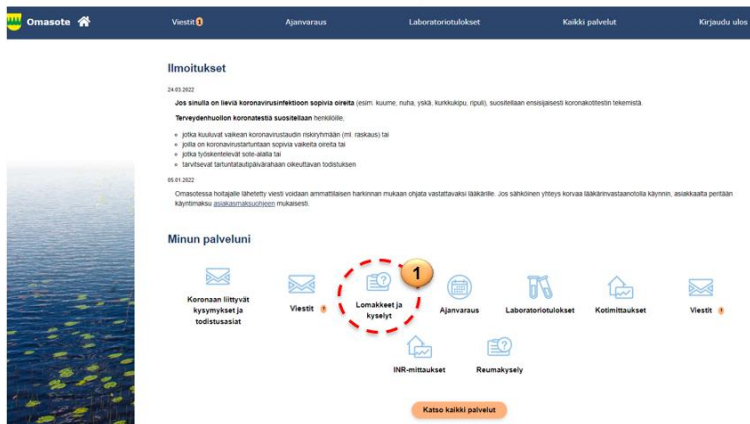 Omasote
Viestit 1
Ajanvaraus
Laboratoriotulokset
Kaikki palvelut
Kirjaudu ulos
Ilmoitukset
24.03.2022
Jos sinulla on lieviä koronavirusinfektioon sopivia oireita (esim. kuume, nuha, yskä, kurkkukipu, ripuli), suositellaan ensisijaisesti koronakotitestin tekemistä.
Terveydenhuollon koronatestiä suositellaan henkilöille,
jotka kuuluvat vaikean koronavirustaudin riskiryhmään (ml. raskaus) tai
joilla on koronavirustartuntaan sopivia vaikeita oireita tai
jotka työskentelevät sote-alalla tai
tarvitsevat tartuntatautipäivärahaan oikeuttavan todistuksen
05.01.2022
Omasotessa hoitajalle lähetetty viesti voidaan ammattilaisen harkinnan mukaan ohjata vastattavaksi lääkärille. Jos sähköinen yhteys korvaa lääkärinvastaanotolla käynnin, asiakkaalta peritään
käyntimaksu asiakasmaksuohjeen mukaisesti.
Minun palveluni
1
Koronaan liittyvät
kysymykset ja
todistusasiat
Viestit
Lomakkeet ja
kyselyt
Ajanvaraus
Laboratoriotulokset
Kotimittaukset
Viestit
INR-mittaukset
Reumakysely
Katso kaikki palvelut